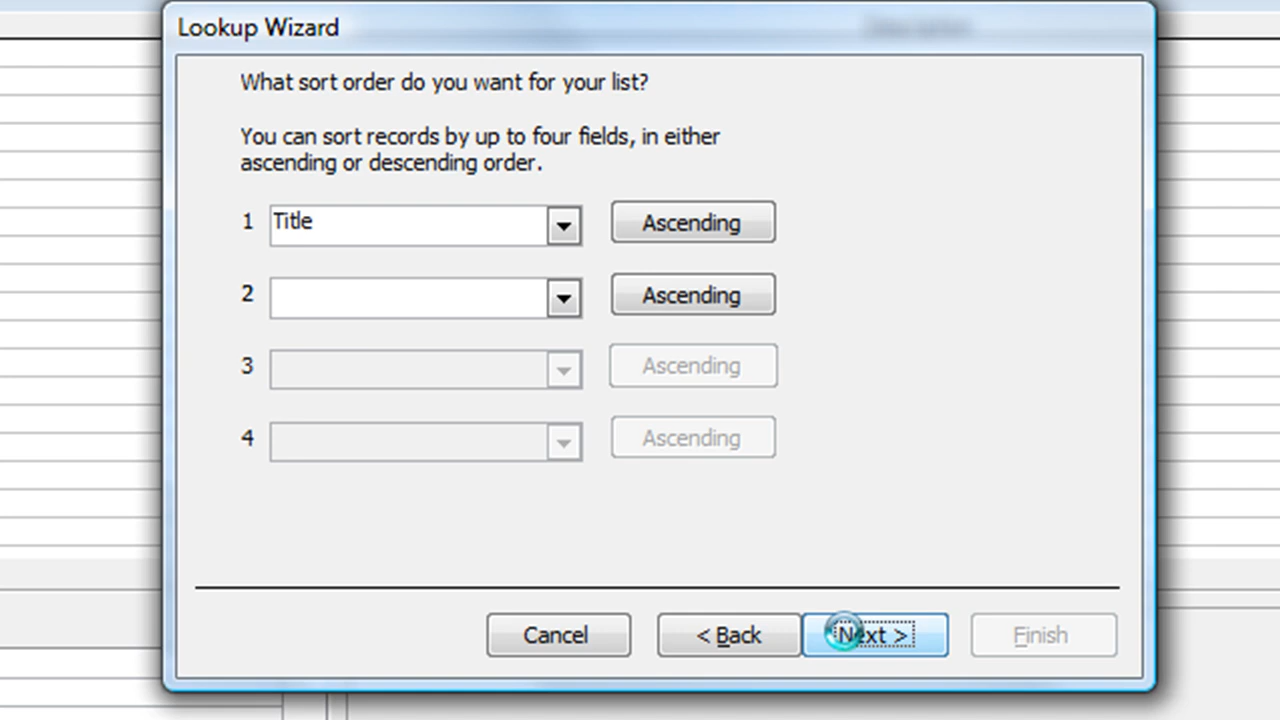 Lookup Wizard
What sort order do you want for your list?
You can sort records by up to four fields, in either
ascending or descending order.
1 Title Ascending
2 Ascending
3 Ascending
4 Ascending
Cancel < Back Next > Finish